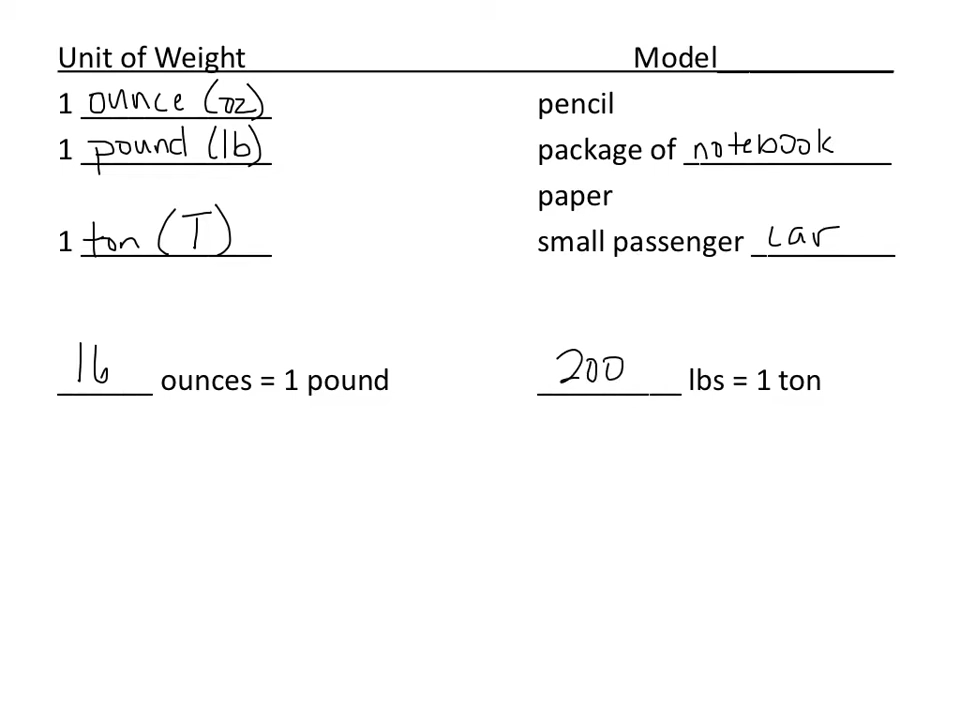 Unit of Weight Model
1 ounce (oz) pencil
1 pound (lb) package of notebook
paper
1 ton (T) small passenger car
16 ounces = 1 pound 200 lbs = 1 ton